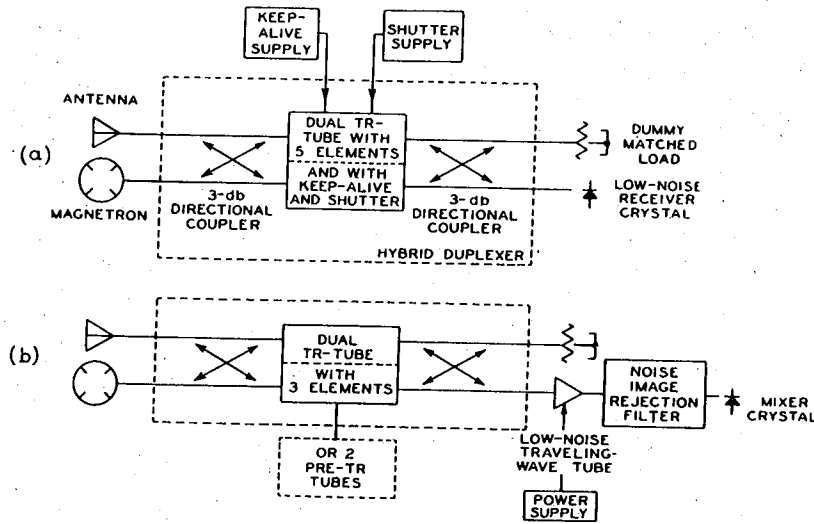 KEEP-
ALIVE
SUPPLY
SHUTTER
SUPPLY
ANTENNA
(a)
DUAL TR-
TUBE WITH
5 ELEMENTS
AND WITH
KEEP-ALIVE
AND SHUTTER
DUMMY
MATCHED
LOAD
MAGNETRON
3-db
DIRECTIONAL
COUPLER
3-db
DIRECTIONAL
COUPLER
LOW-NOISE
RECEIVER
CRYSTAL
HYBRID DUPLEXER
(b)
DUAL
TR-TUBE
WITH
3 ELEMENTS
OR 2
PRE-TR
TUBES
LOW-NOISE
TRAVELING-
WAVE TUBE
POWER
SUPPLY
NOISE
IMAGE
REJECTION
FILTER
MIXER
CRYSTAL